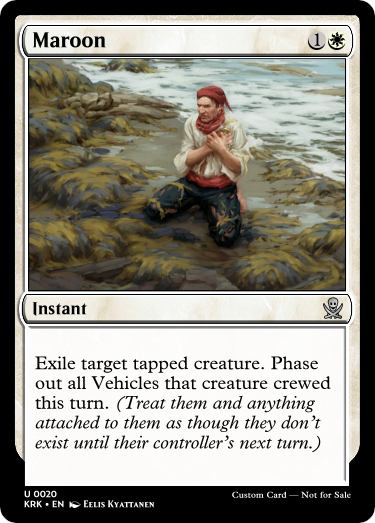 Maroon 1
Instant
Exile target tapped creature. Phase
out all Vehicles that creature crewed
this turn. (Treat them and anything
attached to them as though they don't
exist until their controller's next turn.)
U 0020
KRK • EN Eelis Kyattanen
Custom Card — Not for Sale